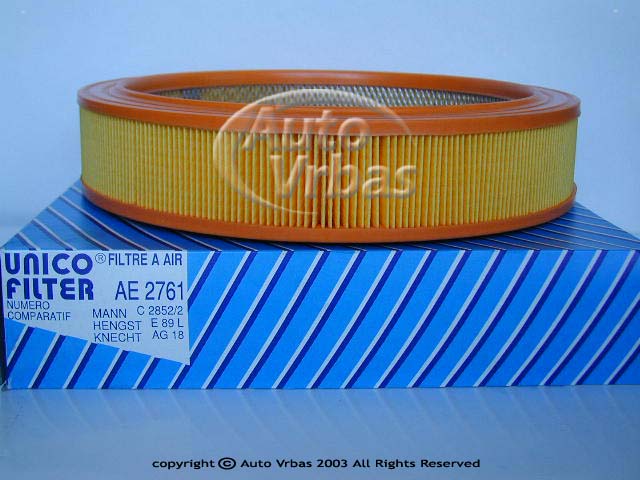 Auto
Vrbas
UNICO ® FILTRE A AIR
FILTER AE 2761
NUMERO
COMPARATIF
MANN C 2852/2
HENGST E 89 L
KNECHT AG 18
copyright © Auto Vrbas 2003 All Rights Reserved.